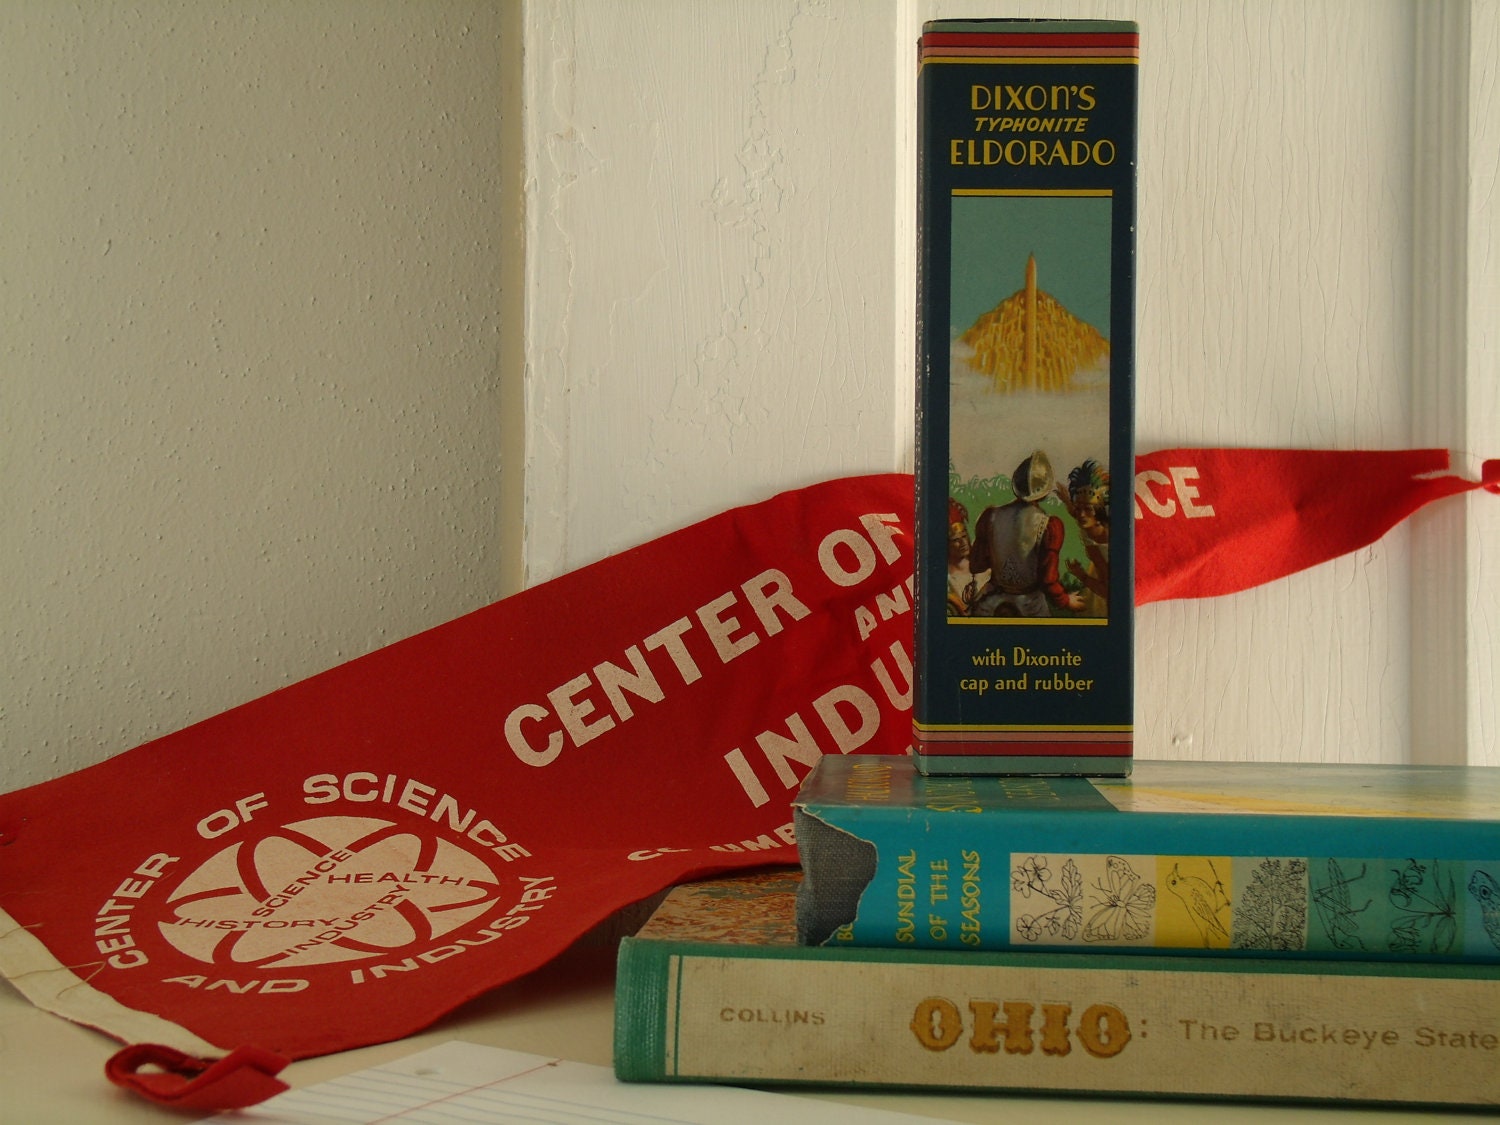 DIXON'S
TYPHONITE
ELDORADO
with Dixonite
cap and rubber
CENTER OF
AND
INDU
CENTER OF SCIENCE
AND INDUSTRY
SCIENCE
HEALTH
HISTORY
INDUSTRY
SUNDIAL
OF THE
SEASONS
COLLINS
OHIO: The Buckeye State